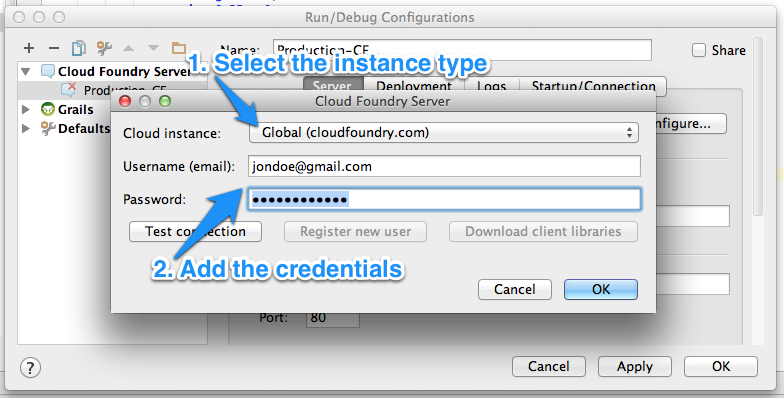 Run/Debug Configurations
Name: Production-CF
Share
1. Select the instance type
Cloud Foundry Server
Production-CF
Grails
Defaults
Server Deployment Logs Startup/Connection
Cloud Foundry Server
Cloud instance: Global (cloudfoundry.com)
Username (email): jondoe@gmail.com
Password: ••••••••••••
Test connection Register new user Download client libraries
2. Add the credentials
Cancel OK
Port: 80
? Cancel Apply OK